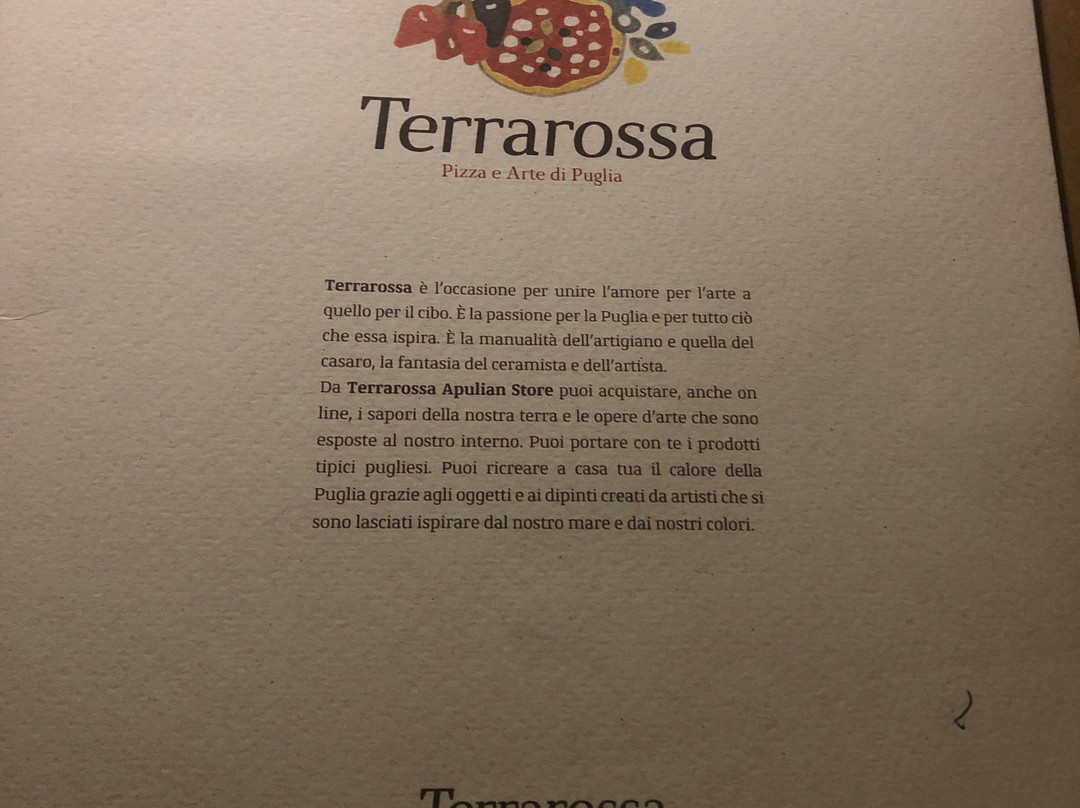 Terrarossa
Pizza e Arte di Puglia
Terrarossa è l'occasione per unire l'amore per l'arte a
quello per il cibo. È la passione per la Puglia e per tutto ciò
che essa ispira. È la manualità dell'artigiano e quella del
casaro, la fantasia del ceramista e dell'artista.
Da Terrarossa Apulian Store puoi acquistare, anche on
line, i sapori della nostra terra e le opere d'arte che sono
esposte al nostro interno. Puoi portare con te i prodotti
tipici pugliesi. Puoi ricreare a casa tua il calore della
Puglia grazie agli oggetti e ai dipinti creati da artisti che si
sono lasciati ispirare dal nostro mare e dai nostri colori.
Terrarossa